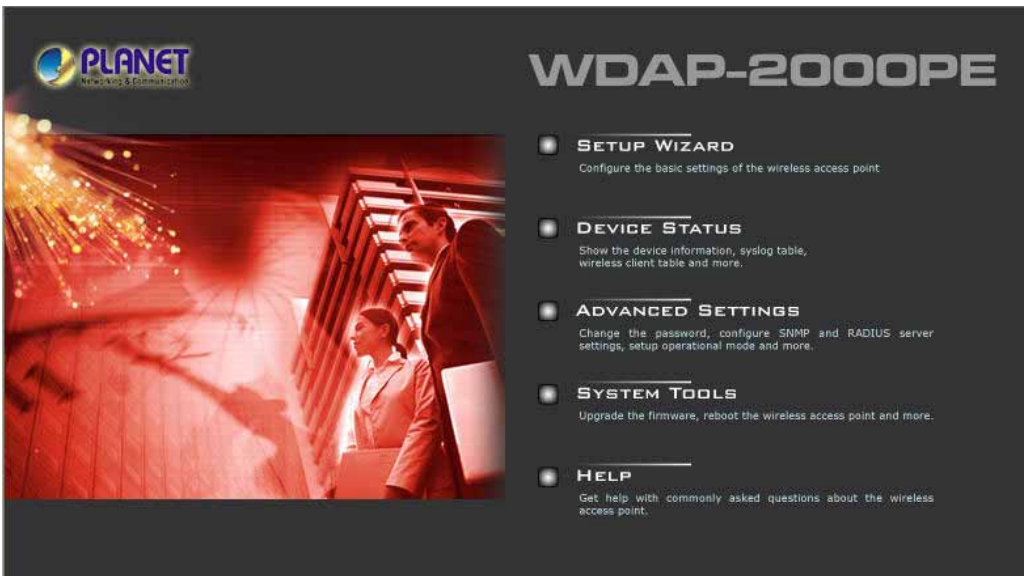 PLANET
Networking & Communication
WDAP-2000PE
SETUP WIZARD
Configure the basic settings of the wireless access point
DEVICE STATUS
Show the device information, syslog table,
wireless client table and more.
ADVANCED SETTINGS
Change the password, configure SNMP and RADIUS server
settings, setup operational mode and more.
SYSTEM TOOLS
Upgrade the firmware, reboot the wireless access point and more.
HELP
Get help with commonly asked questions about the wireless
access point.